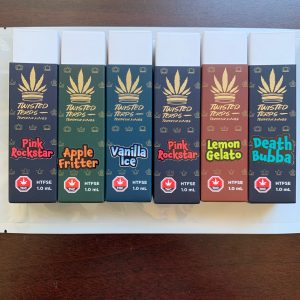 TWISTED
TERPS
Pink
Rockstar
HTFSE
1.0 mL
TWISTED
TERPS
Apple
Fritter
HTFSE
1.0 mL
TWISTED
TERPS
Vanilla
Ice
HTFSE
1.0 mL
TWISTED
TERPS
Pink
Rockstar
HTFSE
1.0 mL
TWISTED
TERPS
Lemon
Gelato
HTFSE
1.0 mL
TWISTED
TERPS
Death
Bubba
HTFSE
1.0 mL